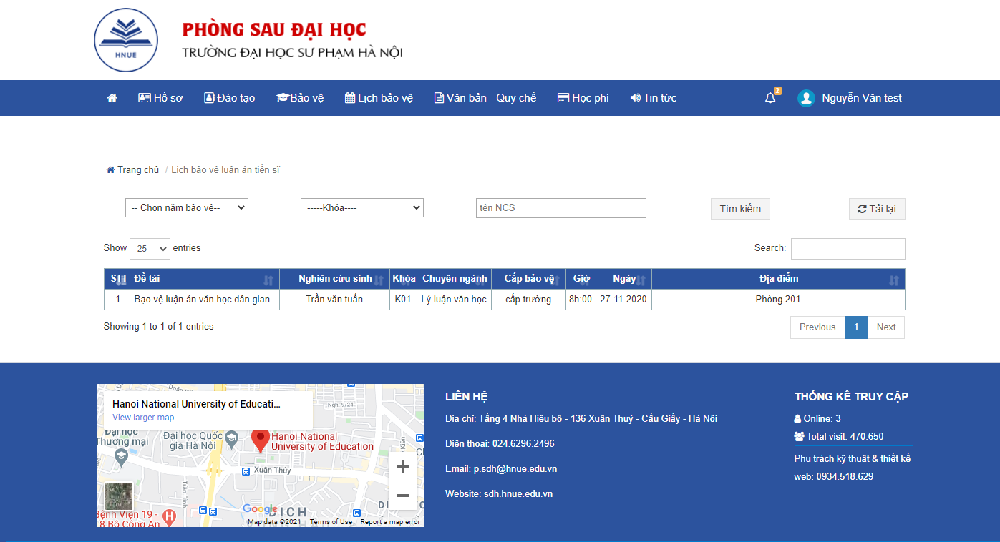 HNUE
PHÒNG SAU ĐẠI HỌC
TRƯỜNG ĐẠI HỌC SƯ PHẠM HÀ NỘI
Hồ sơ Đào tạo Bảo vệ Lịch bảo vệ Văn bản - Quy chế Học phí Tin tức 2 Nguyễn Văn test
Trang chủ / Lịch bảo vệ luận án tiến sĩ
-- Chọn năm bảo vệ-- -----Khóa---- tên NCS Tìm kiếm Tải lại
Show 25 entries Search:
STT Đề tài Nghiên cứu sinh Khóa Chuyên ngành Cấp bảo vệ Giờ Ngày Địa điểm
1 Bạo vệ luận án văn học dân gian Trần văn tuấn K01 Lý luận văn học cấp trường 8h:00 27-11-2020 Phòng 201
Showing 1 to 1 of 1 entries Previous 1 Next
Hanoi National University of Educati...
View larger map
Doãn
Ngh. 9/24
Đại học
Thương mại
Đại học Quốc
gia Hà Nội
Hanoi National
University of Education
Xuân Thủy
Trần Bình
Kiên
Bệnh Viện 19 -
8 Bộ Công An
DỊCH
Google
Map data ©2021 Terms of Use Report a map error
LIÊN HỆ
Địa chỉ: Tầng 4 Nhà Hiệu bộ - 136 Xuân Thuỷ - Cầu Giấy - Hà Nội
Điện thoại: 024.6296.2496
Email: p.sdh@hnue.edu.vn
Website: sdh.hnue.edu.vn
THỐNG KÊ TRUY CẬP
Online: 3
Total visit: 470.650
Phụ trách kỹ thuật & thiết kế
web: 0934.518.629